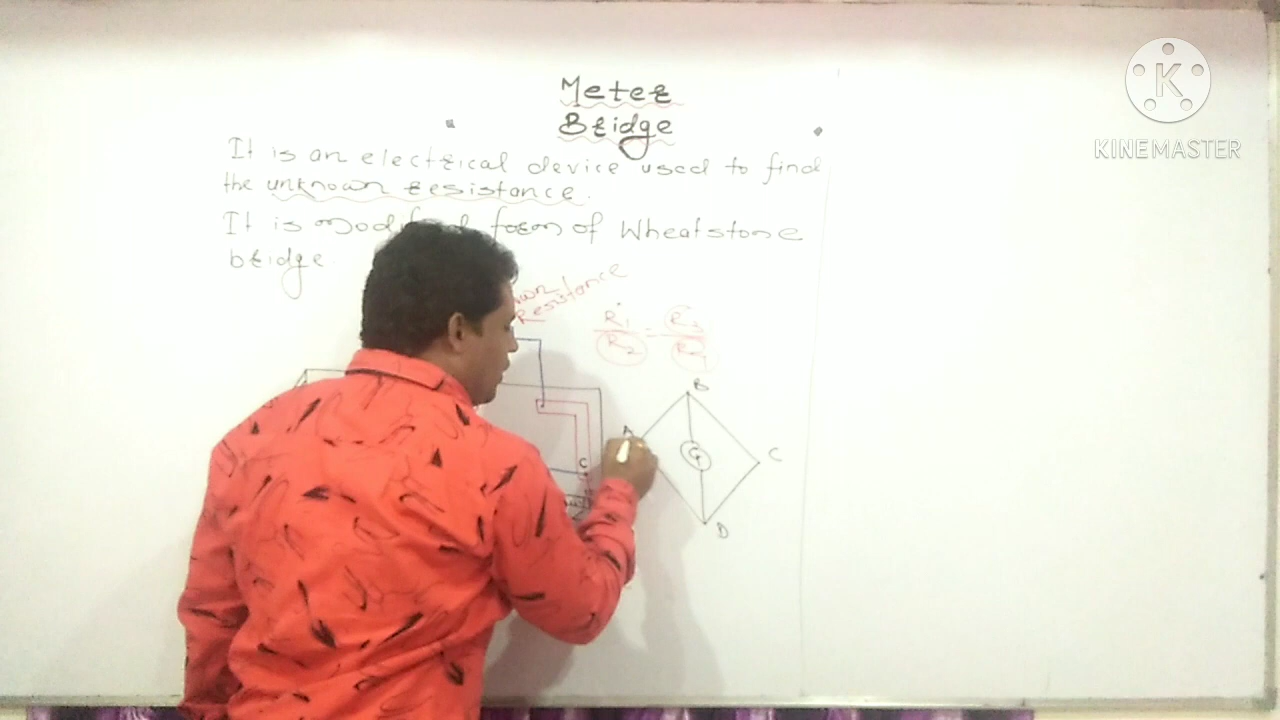 Meter
Bridge
It is an electrical device used to find
the unknown resistance.
It is form of Wheatstone
bridge
Resistance
R1 = R3
R2 R4
B
A
G
C
C
D
K
KINEMASTER